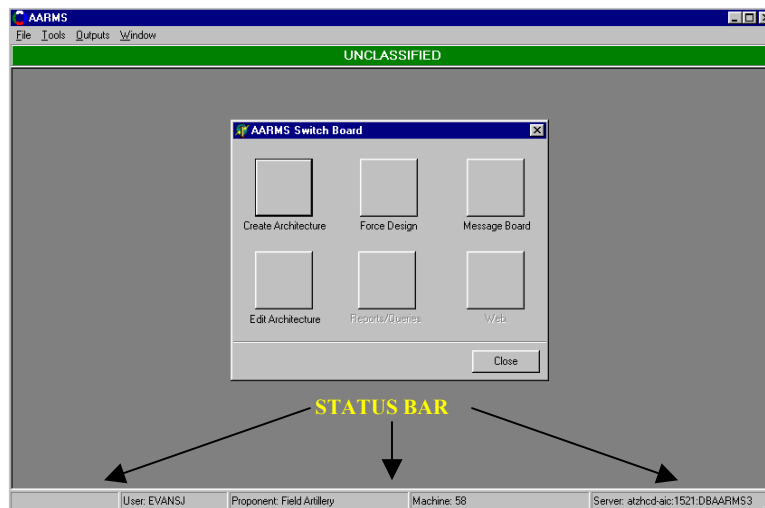 AARMS
File Tools Outputs Window
UNCLASSIFIED
AARMS Switch Board
Create Architecture Force Design Message Board
Edit Architecture Reports/Queries Web
Close
STATUS BAR
User: EVANSJ Proponent: Field Artillery Machine: 58 Server: atzhcd-aic:1521:DBAARMS3